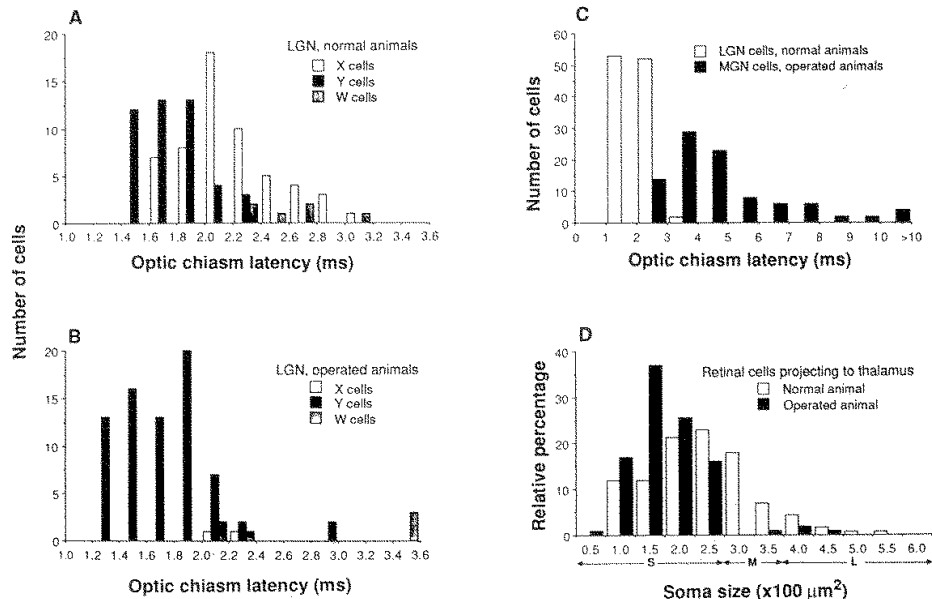 A
LGN, normal animals
X cells
Y cells
W cells
20
15
10
5
0
1.0 1.2 1.4 1.6 1.8 2.0 2.2 2.4 2.6 2.8 3.0 3.2 3.4 3.6
Optic chiasm latency (ms)
Number of cells
B
LGN, operated animals
X cells
Y cells
W cells
20
15
10
5
0
1.0 1.2 1.4 1.6 1.8 2.0 2.2 2.4 2.6 2.8 3.0 3.2 3.4 3.6
Optic chiasm latency (ms)
C
LGN cells, normal animals
MGN cells, operated animals
Number of cells
60
50
40
30
20
10
0
0 1 2 3 4 5 6 7 8 9 10 >10
Optic chiasm latency (ms)
D
Retinal cells projecting to thalamus
Normal animal
Operated animal
Relative percentage
40
30
20
10
0
0.5 1.0 1.5 2.0 2.5 3.0 3.5 4.0 4.5 5.0 5.5 6.0
S M L
Soma size (x100 µm²)